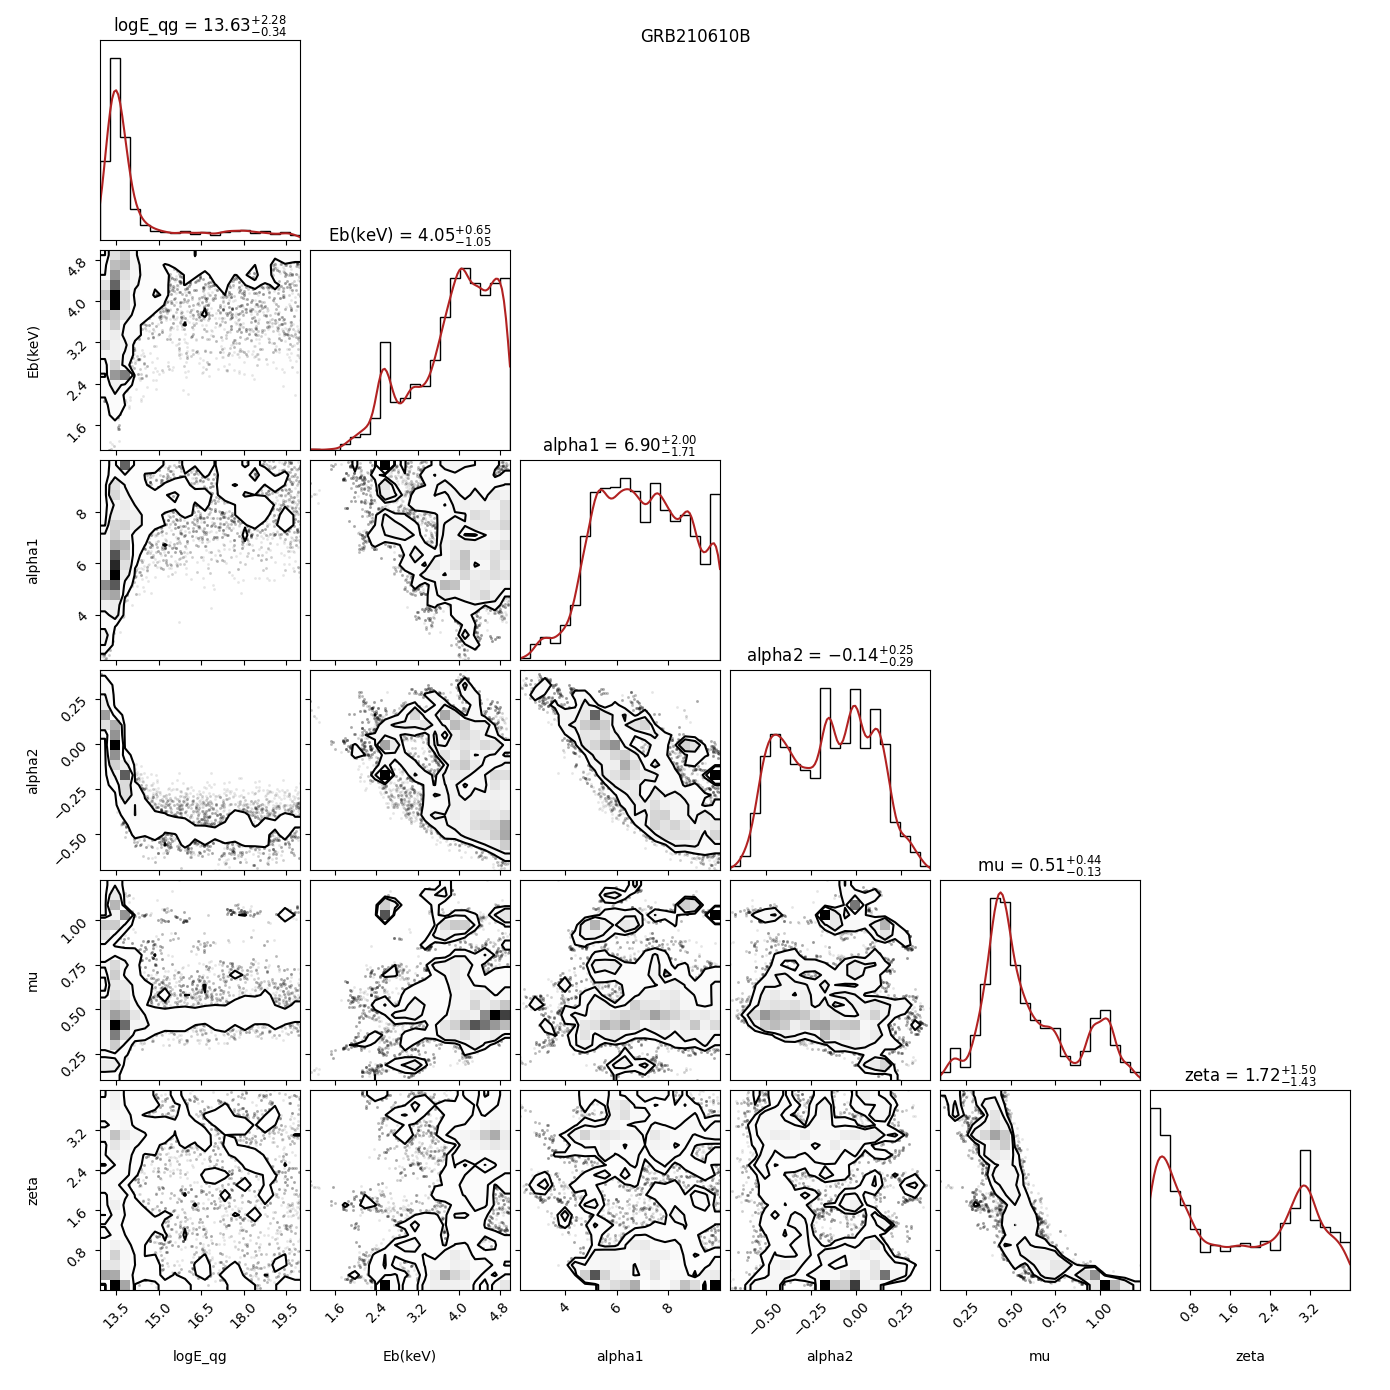 GRB210610B
logE_qg = 13.63^{+2.28}_{−0.34}
Eb(keV) = 4.05^{+0.65}_{−1.05}
4.8
4.0
3.2
2.4
1.6
Eb(keV)
alpha1 = 6.90^{+2.00}_{−1.71}
8
6
4
alpha1
alpha2 = −0.14^{+0.25}_{−0.29}
0.25
0.00
−0.25
−0.50
alpha2
mu = 0.51^{+0.44}_{−0.13}
1.00
0.75
0.50
0.25
mu
zeta = 1.72^{+1.50}_{−1.43}
3.2
2.4
1.6
0.8
zeta
13.5 15.0 16.5 18.0 19.5
1.6 2.4 3.2 4.0 4.8
4 6 8
−0.50 −0.25 0.00 0.25
0.25 0.50 0.75 1.00
0.8 1.6 2.4 3.2
logE_qg Eb(keV) alpha1 alpha2 mu zeta